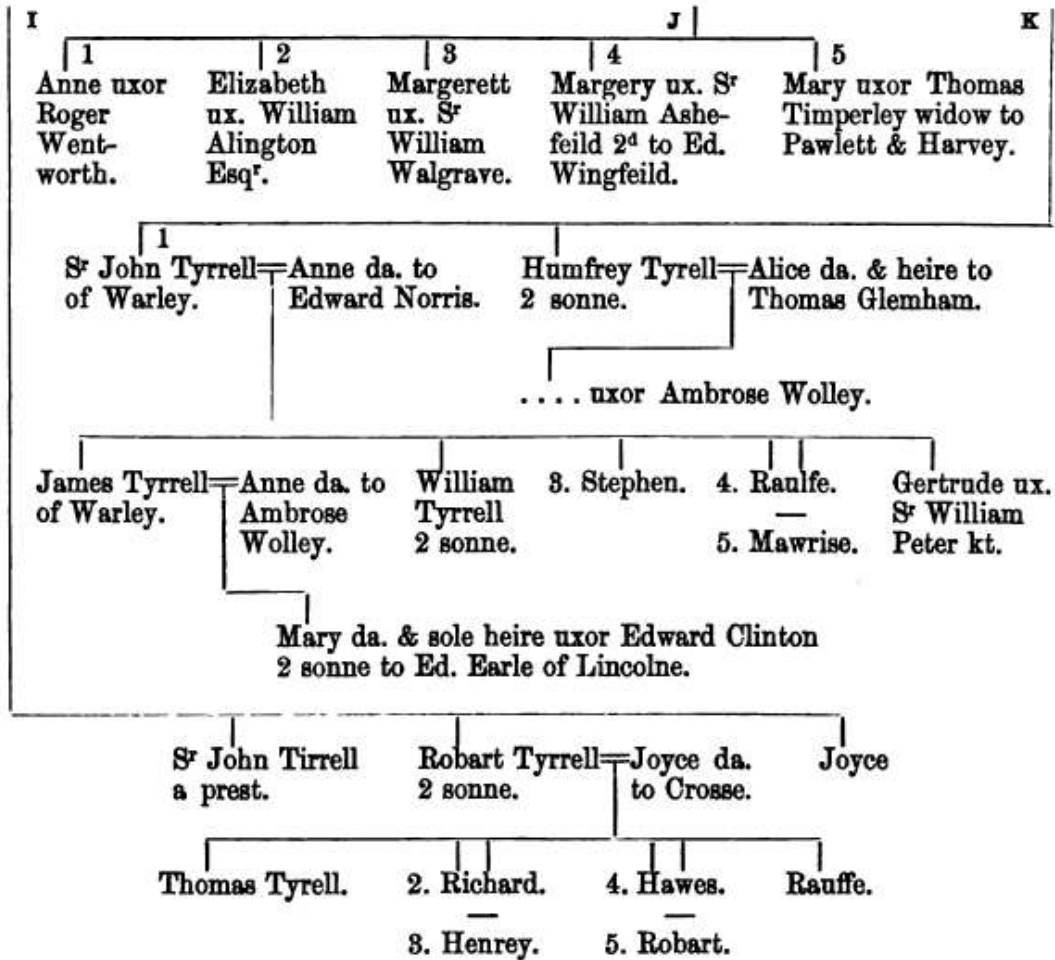 I J K
1 2 3 4 5
Anne uxor
Roger
Went-
worth.
Elizabeth
ux. William
Alington
Esqʳ.
Margerett
ux. Sʳ
William
Walgrave.
Margery ux. Sʳ
William Ashe-
feild 2ᵈ to Ed.
Wingfeild.
Mary uxor Thomas
Timperley widow to
Pawlett & Harvey.
1
Sʳ John Tyrrell
of Warley.
Anne da. to
Edward Norris.
Humfrey Tyrell
2 sonne.
Alice da. & heire to
Thomas Glemham.
.... uxor Ambrose Wolley.
James Tyrrell
of Warley.
Anne da. to
Ambrose
Wolley.
William
Tyrrell
2 sonne.
3. Stephen.
4. Raulfe.
—
5. Mawrise.
Gertrude ux.
Sʳ William
Peter kt.
Mary da. & sole heire uxor Edward Clinton
2 sonne to Ed. Earle of Lincolne.
Sʳ John Tirrell
a prest.
Robart Tyrrell
2 sonne.
Joyce da.
to Crosse.
Joyce
Thomas Tyrell.
2. Richard.
—
3. Henrey.
4. Hawes.
—
5. Robart.
Rauffe.